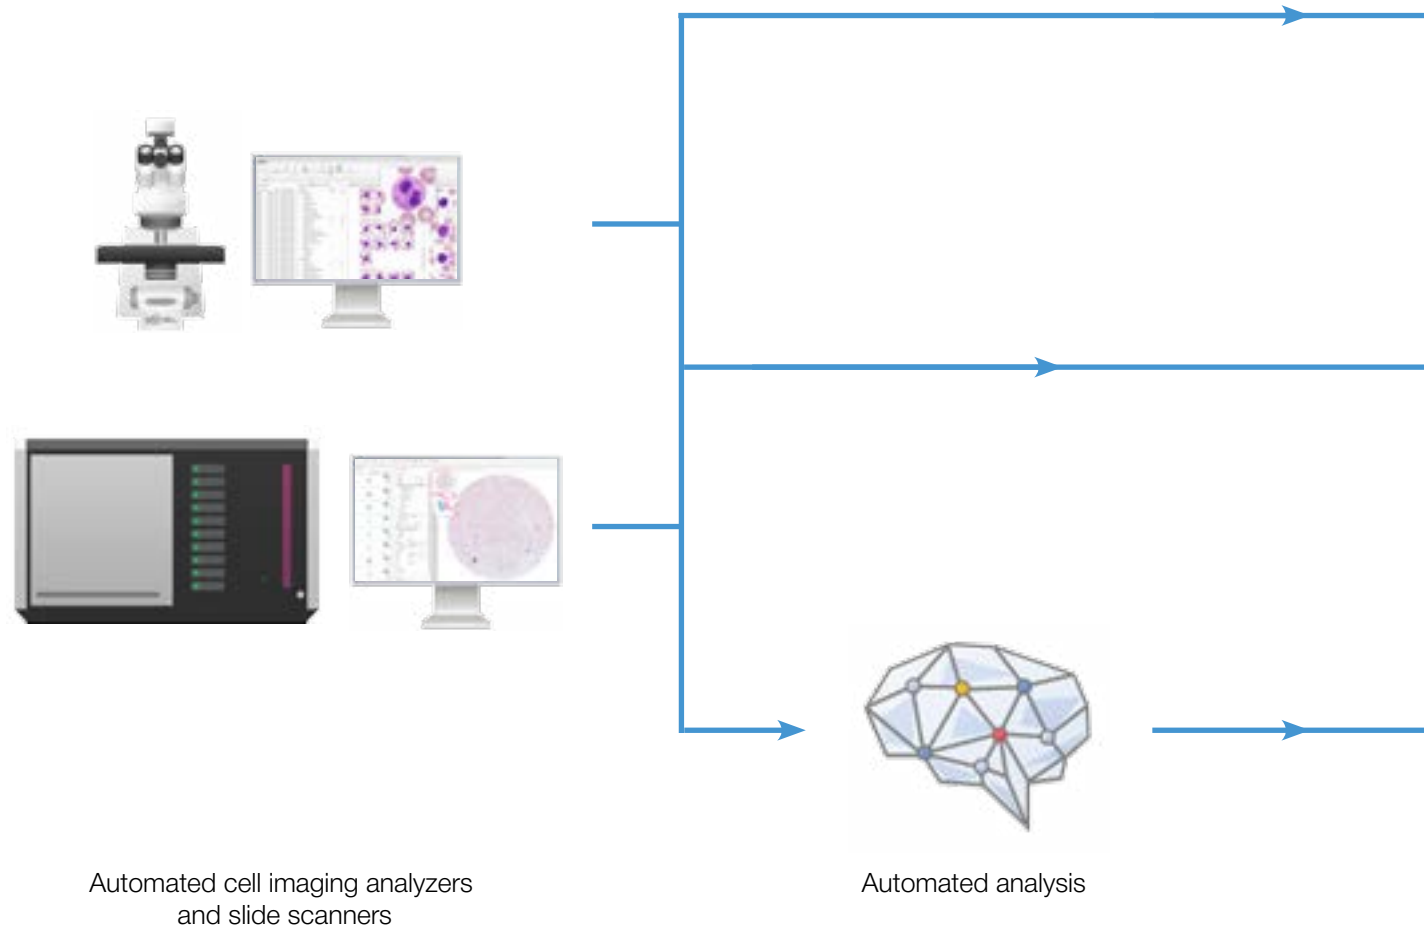 Automated cell imaging analyzers
and slide scanners
Automated analysis